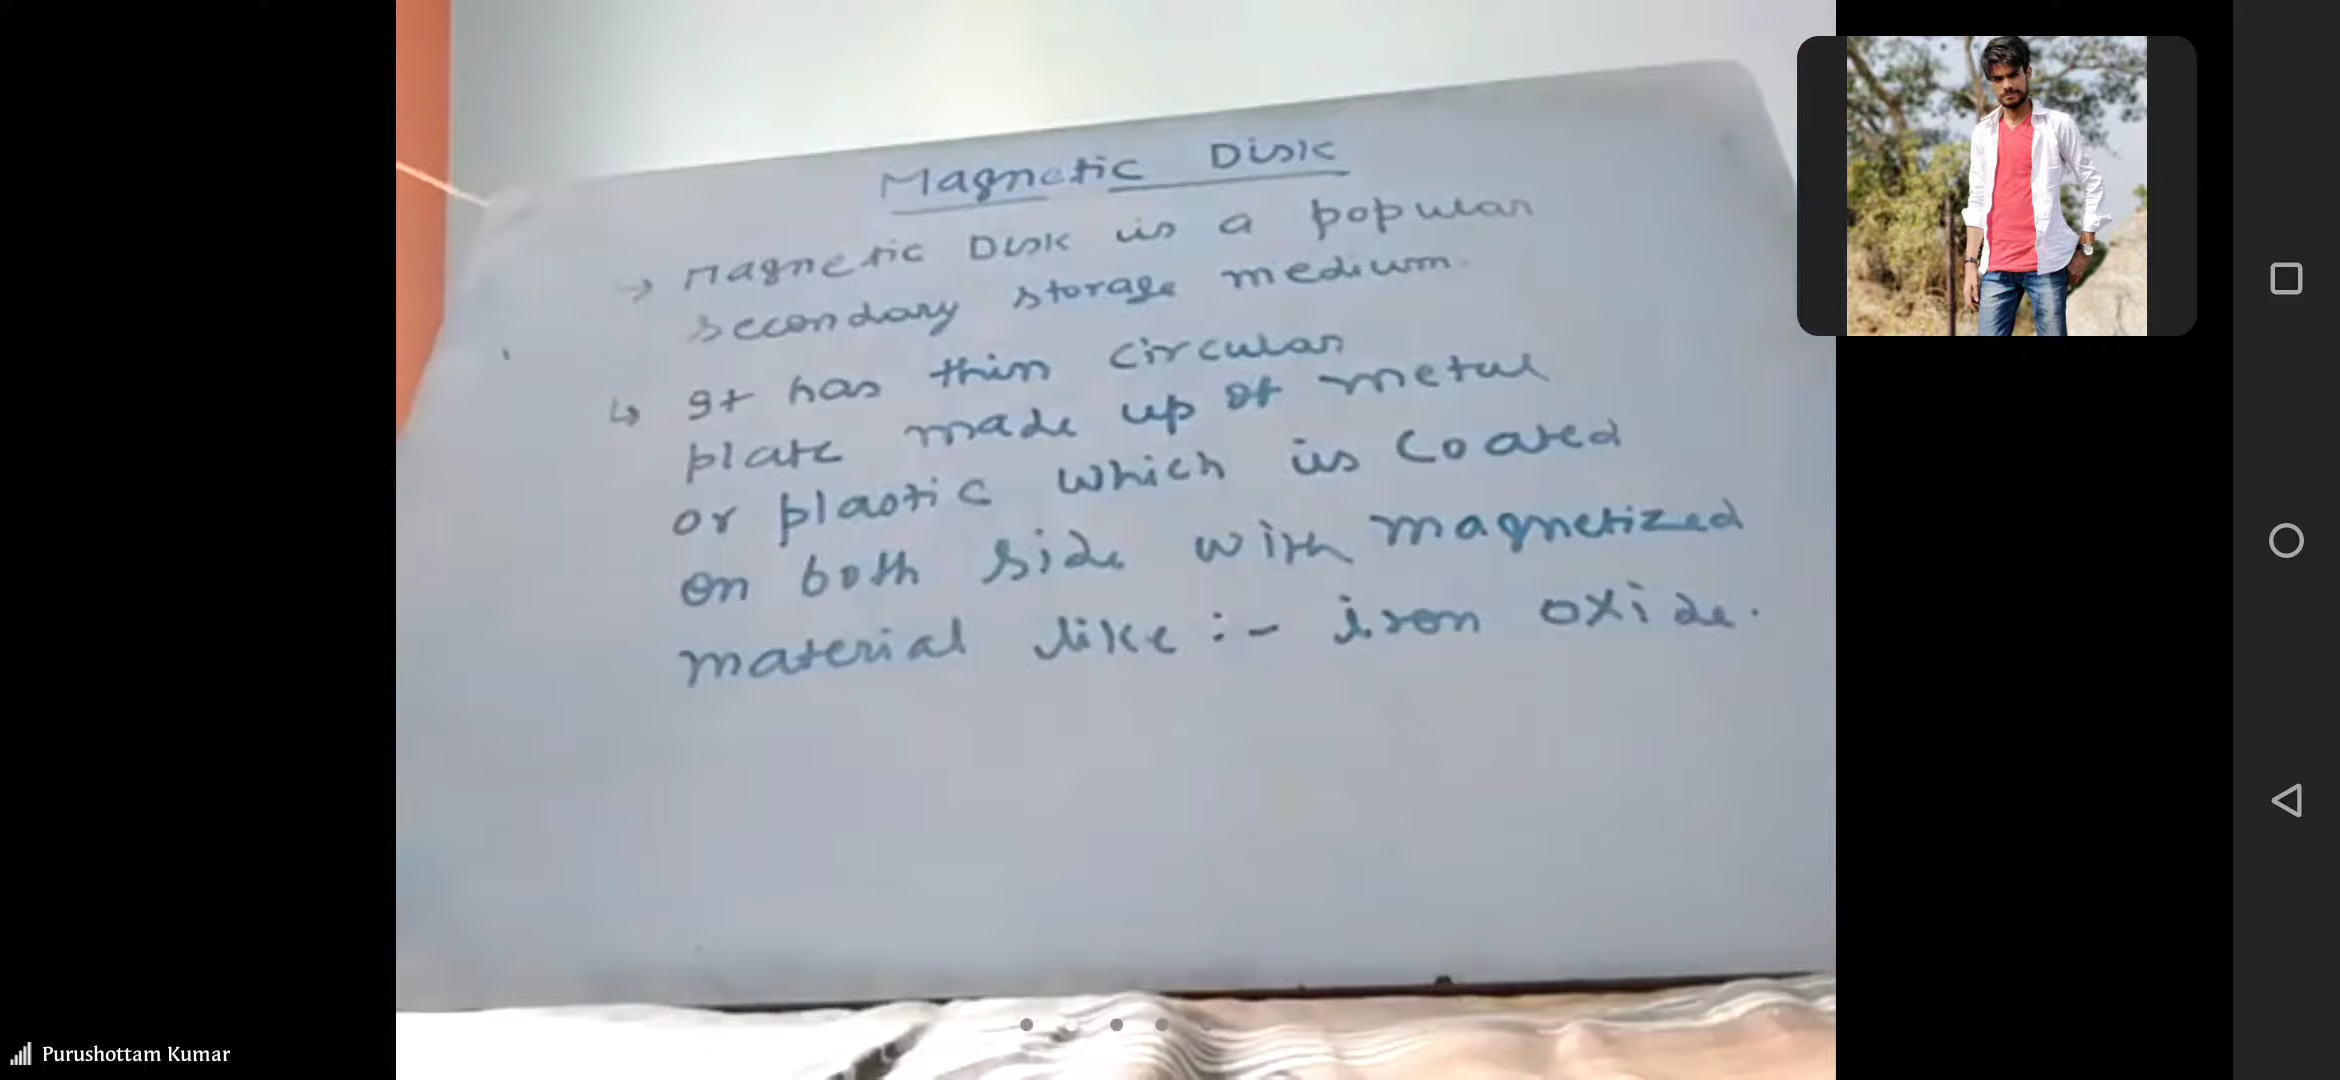 Magnetic Disk
→ Magnetic Disk is a popular
secondary storage medium.
↳ It has thin circular
plate made up of metal
or plastic which is coated
on both side with magnetized
material like :- iron oxide.
Purushottam Kumar